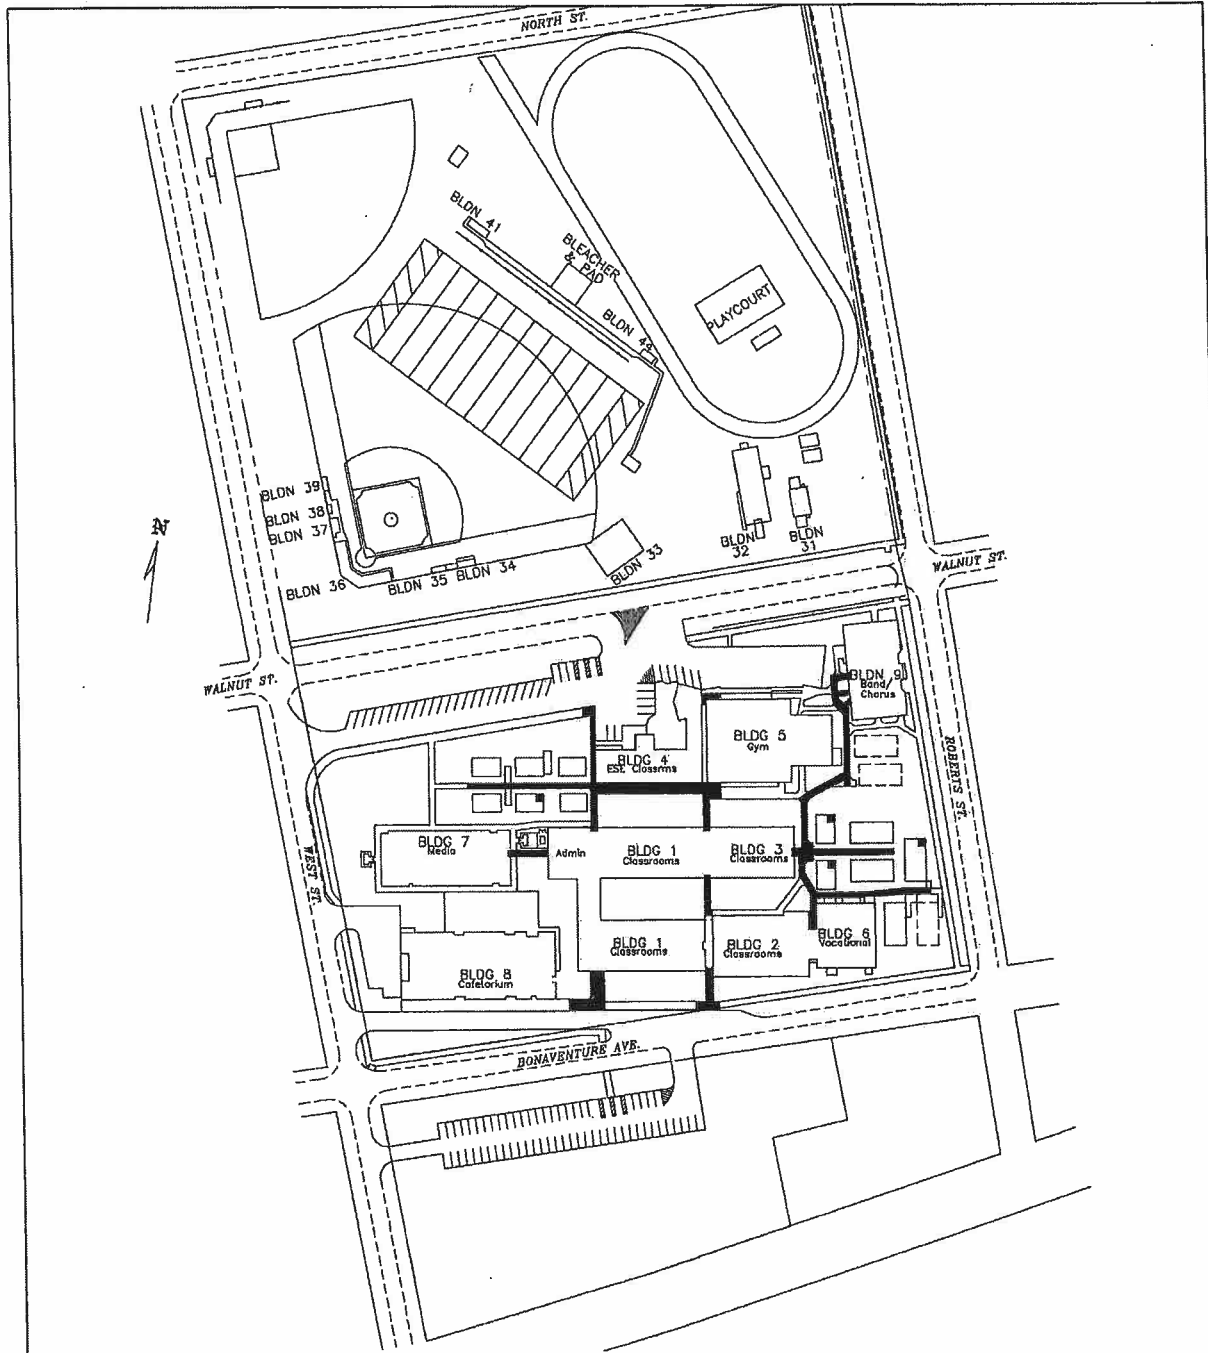 NORTH ST.
BLDN 41
BLEACHER
& PAD
PLAYCOURT
BLDN 44
BLDN 39
BLDN 38
BLDN 37
BLDN 36
BLDN 35
BLDN 34
BLDN 33
BLDN
32
BLDN
31
N
WALNUT ST.
WALNUT ST.
BLDN 9
Band/
Chorus
BLDG 5
Gym
BLDG 4
ESE Classrms
ROBERTS ST.
BLDG 7
Media
Admin
BLDG 1
Classrooms
BLDG 3
Classrooms
WEST ST.
BLDG 1
Classrooms
BLDG 2
Classrooms
BLDG 6
Vocational
BLDG 8
Cafetorium
BONAVENTURE AVE.